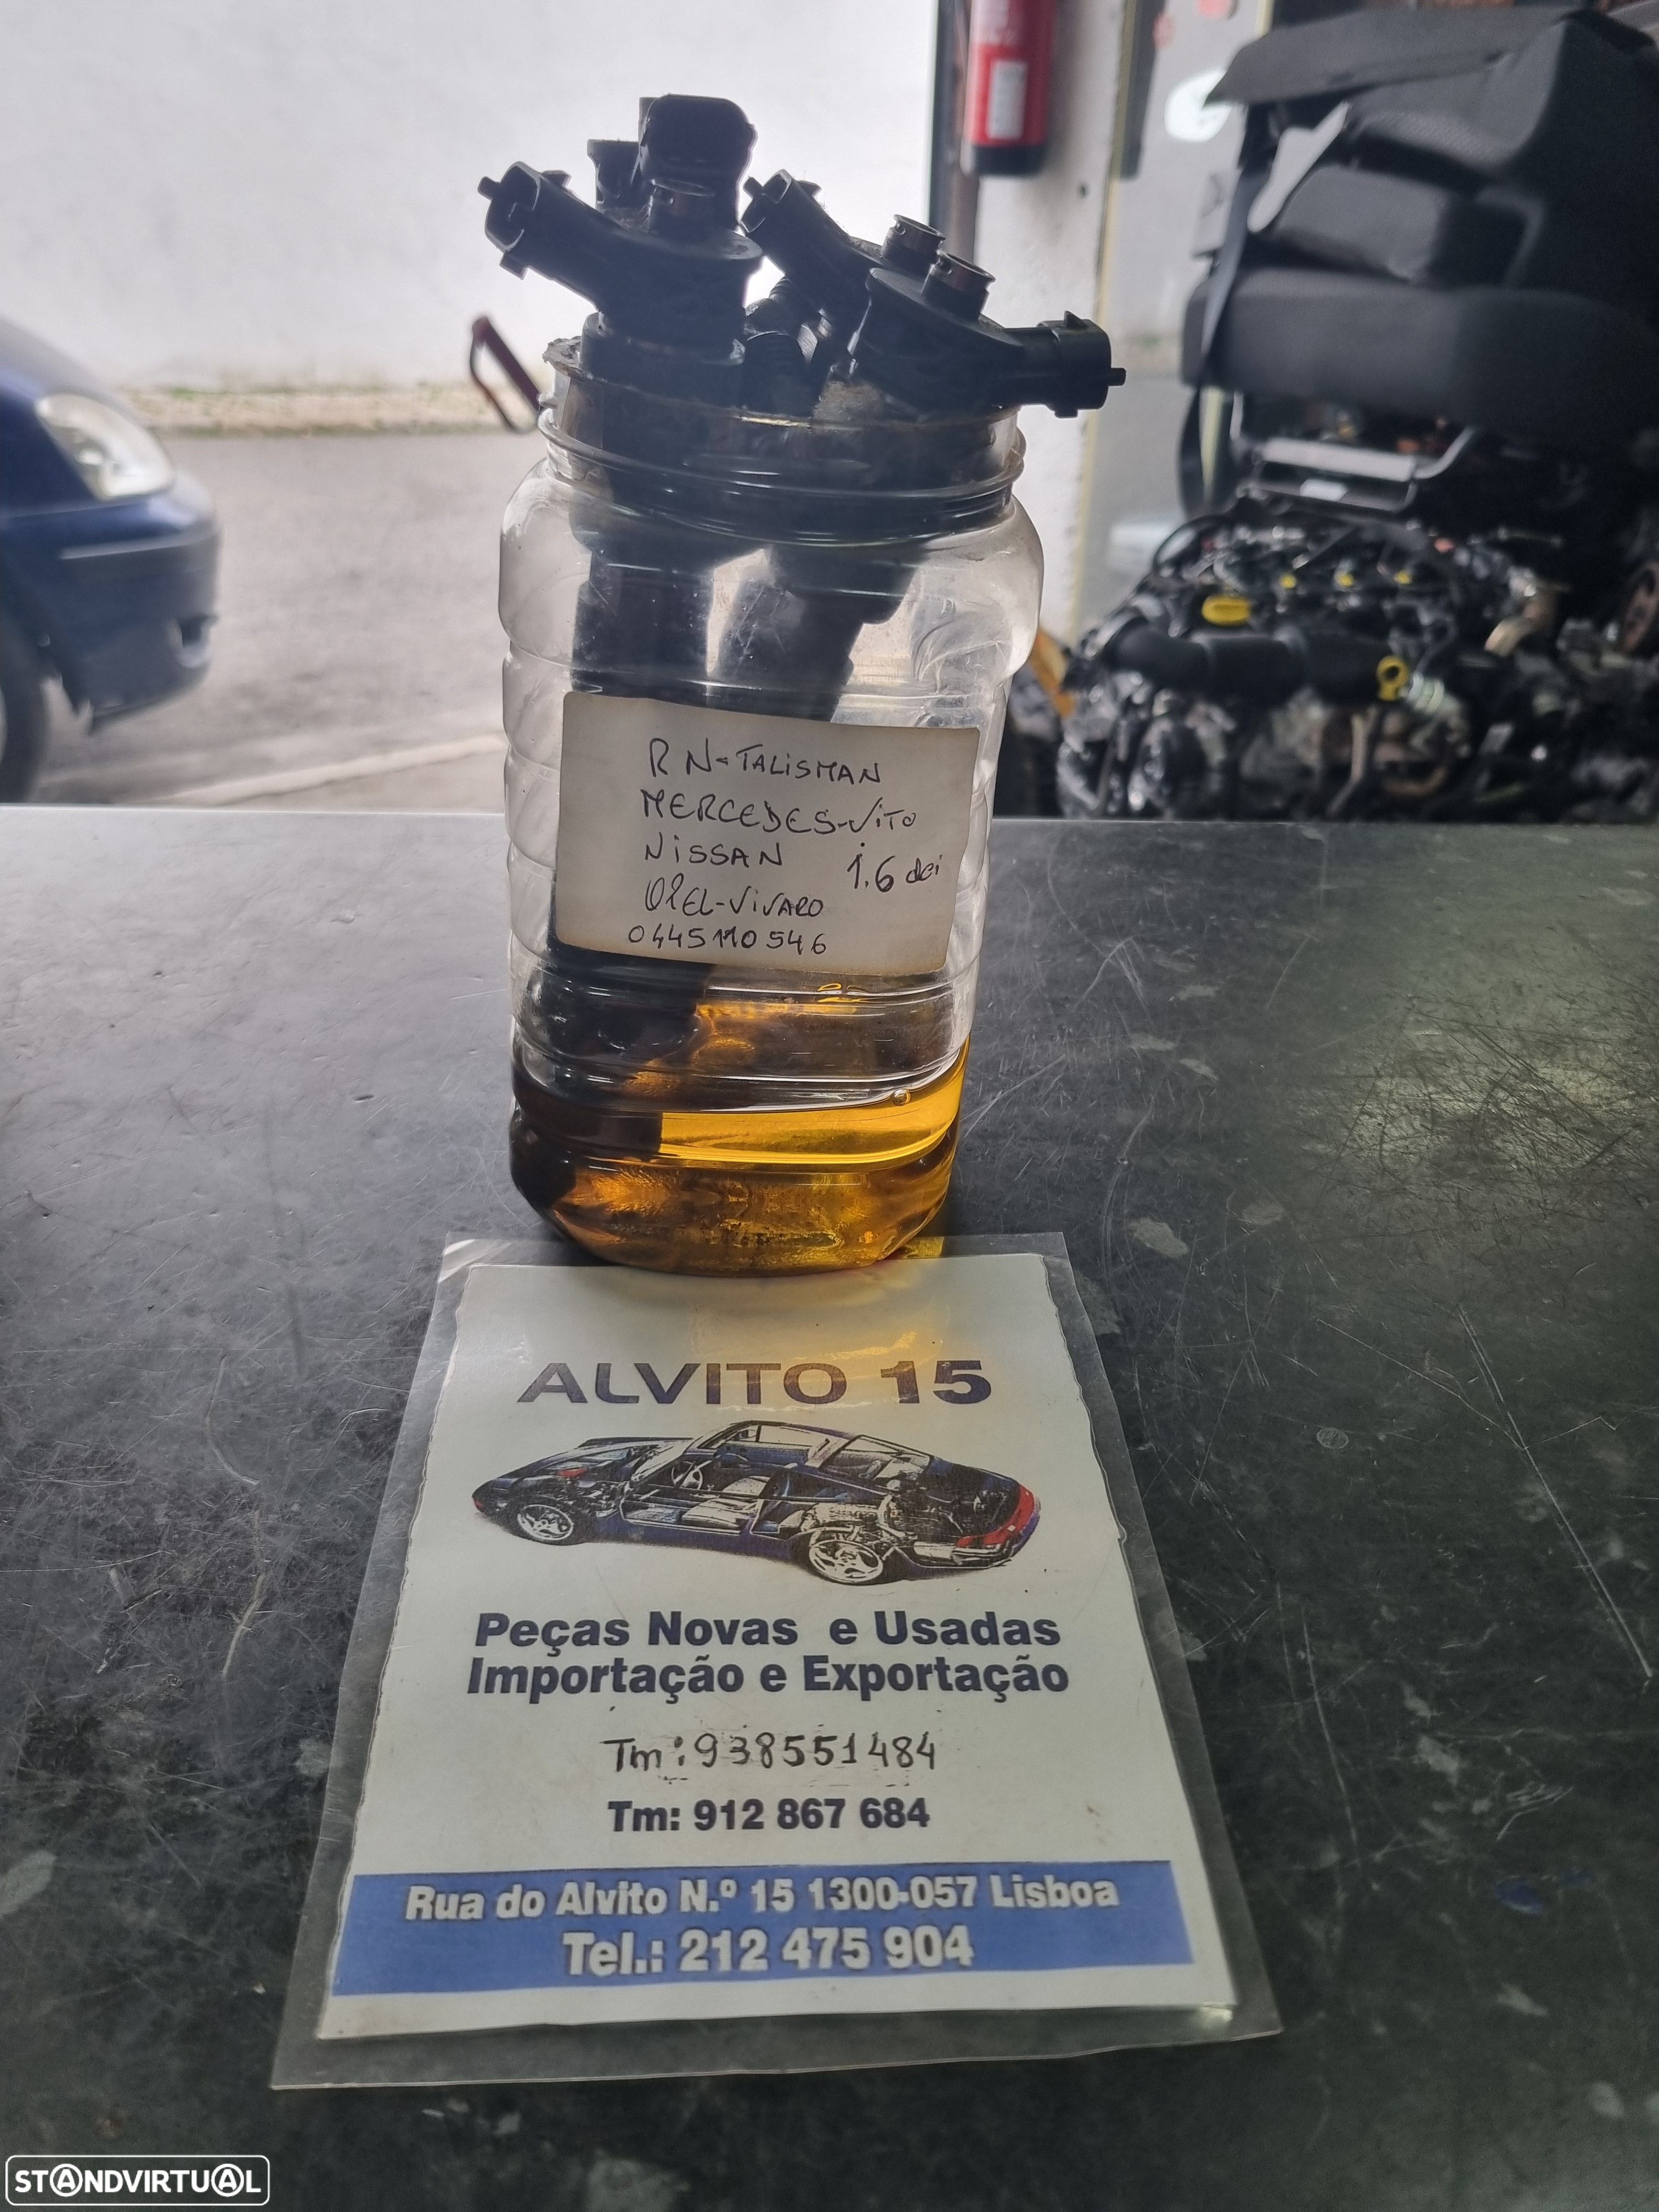 RN-TALISMAN
MERCEDES-VITO
NISSAN 1.6 dci
OPEL-VIVARO
0445110546
ALVITO 15
Peças Novas e Usadas
Importação e Exportação
Tm: 938551484
Tm: 912 867 684
Rua do Alvito N.º 15 1300-057 Lisboa
Tel.: 212 475 904
STANDVIRTUAL